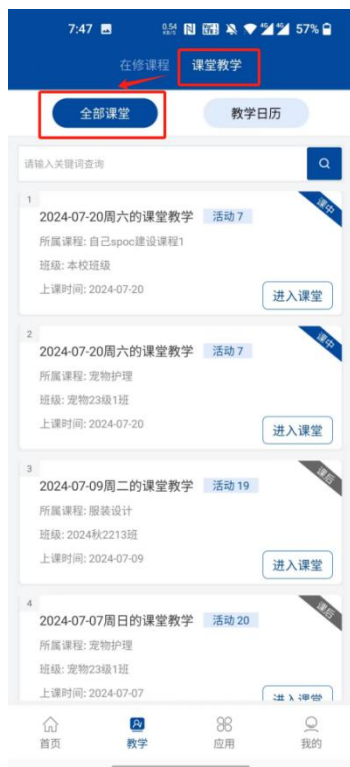 7:47 0.54 KB/S 57%
在修课程 课堂教学
全部课堂 教学日历
请输入关键词查询
1
课中
2024-07-20周六的课堂教学 活动 7
所属课程: 自己spoc建设课程1
班级: 本校班级
上课时间: 2024-07-20
进入课堂
2
课中
2024-07-20周六的课堂教学 活动 7
所属课程: 宠物护理
班级: 宠物23级1班
上课时间: 2024-07-20
进入课堂
3
课后
2024-07-09周二的课堂教学 活动 19
所属课程: 服装设计
班级: 2024秋2213班
上课时间: 2024-07-09
进入课堂
4
课后
2024-07-07周日的课堂教学 活动 20
所属课程: 宠物护理
班级: 宠物23级1班
上课时间: 2024-07-07
进入课堂
首页 教学 应用 我的